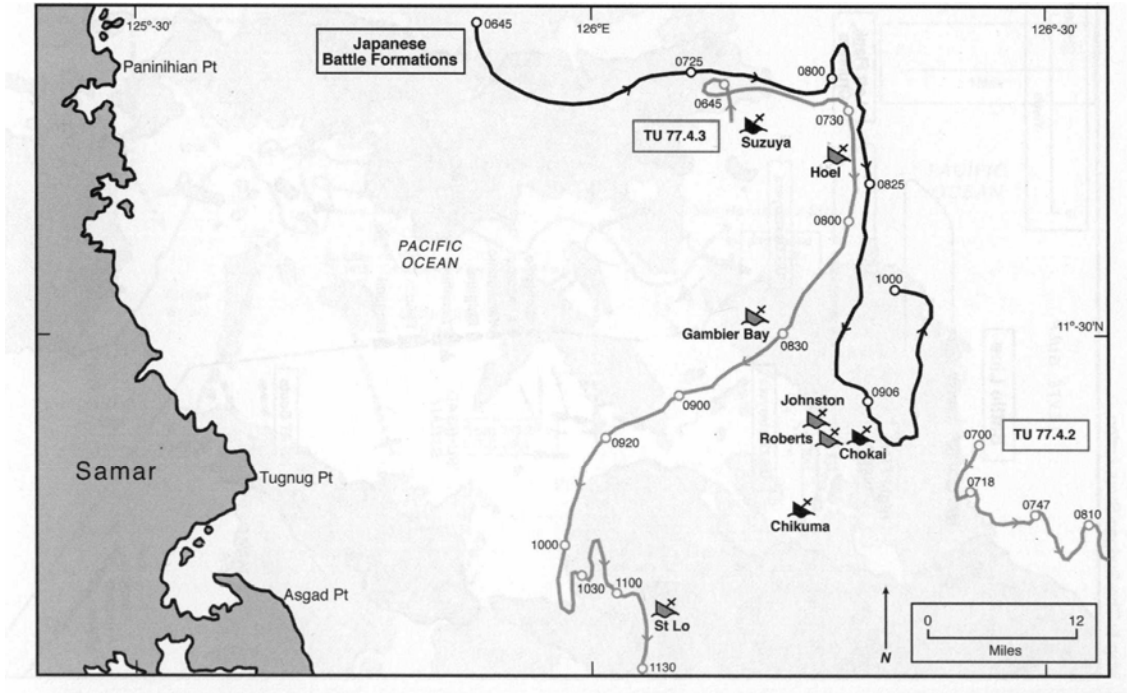 125°-30'
0645
126°E
126°-30'
Japanese
Battle Formations
Paninihian Pt
0725
0800
0645
0730
TU 77.4.3
Suzuya
Hoel
0825
0800
PACIFIC
OCEAN
1000
Gambier Bay
0830
11°-30'N
0900
Johnston
0906
Roberts
Chokai
0920
TU 77.4.2
0700
Samar
Tugnug Pt
0718
0747
0810
Chikuma
1000
1030
1100
Asgad Pt
St Lo
1130
N
0
12
Miles